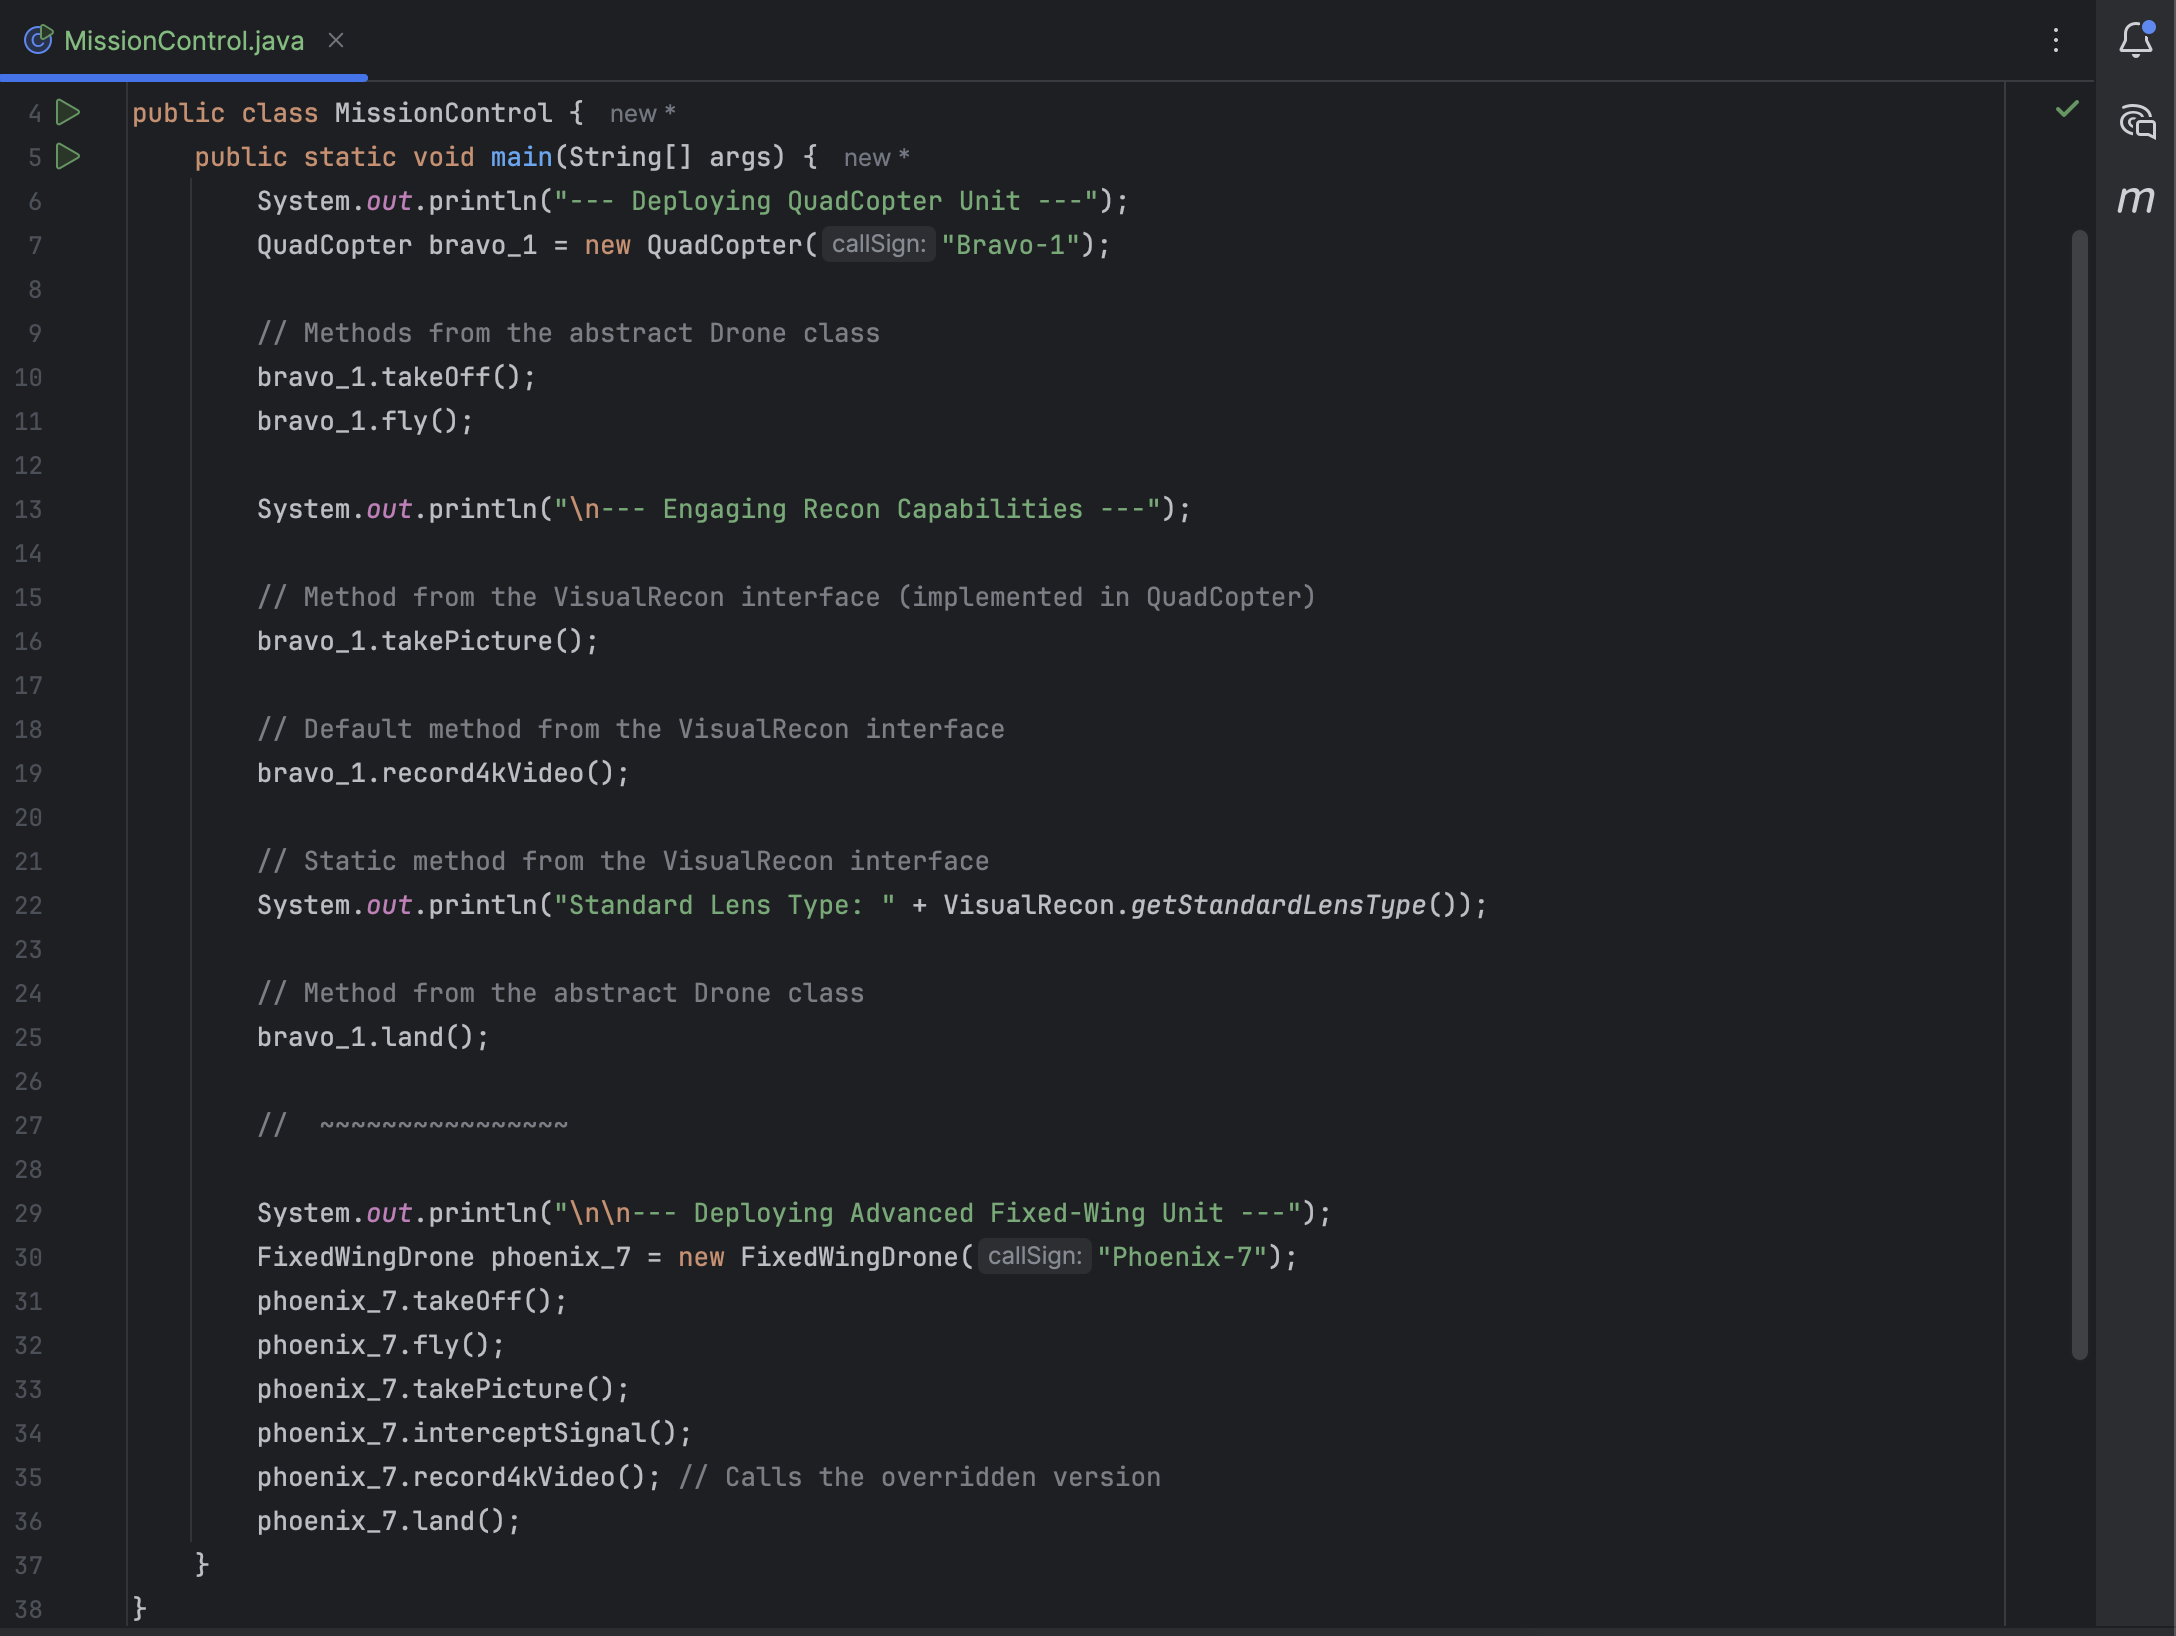 MissionControl.java
4 public class MissionControl { new *
5     public static void main(String[] args) { new *
6         System.out.println("--- Deploying QuadCopter Unit ---");
7         QuadCopter bravo_1 = new QuadCopter( callSign: "Bravo-1");
8
9         // Methods from the abstract Drone class
10         bravo_1.takeOff();
11         bravo_1.fly();
12
13         System.out.println("\n--- Engaging Recon Capabilities ---");
14
15         // Method from the VisualRecon interface (implemented in QuadCopter)
16         bravo_1.takePicture();
17
18         // Default method from the VisualRecon interface
19         bravo_1.record4kVideo();
20
21         // Static method from the VisualRecon interface
22         System.out.println("Standard Lens Type: " + VisualRecon.getStandardLensType());
23
24         // Method from the abstract Drone class
25         bravo_1.land();
26
27         //  ~~~~~~~~~~~~~~~~
28
29         System.out.println("\n\n--- Deploying Advanced Fixed-Wing Unit ---");
30         FixedWingDrone phoenix_7 = new FixedWingDrone( callSign: "Phoenix-7");
31         phoenix_7.takeOff();
32         phoenix_7.fly();
33         phoenix_7.takePicture();
34         phoenix_7.interceptSignal();
35         phoenix_7.record4kVideo(); // Calls the overridden version
36         phoenix_7.land();
37     }
38 }
m